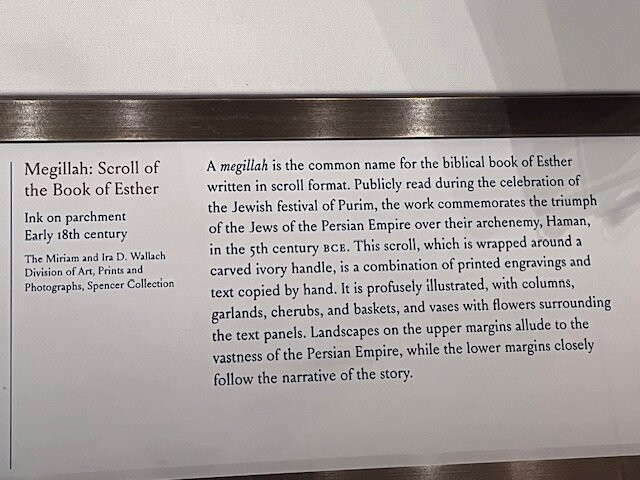 Megillah: Scroll of
the Book of Esther
Ink on parchment
Early 18th century
The Miriam and Ira D. Wallach
Division of Art, Prints and
Photographs, Spencer Collection
A megillah is the common name for the biblical book of Esther
written in scroll format. Publicly read during the celebration of
the Jewish festival of Purim, the work commemorates the triumph
of the Jews of the Persian Empire over their archenemy, Haman,
in the 5th century BCE. This scroll, which is wrapped around a
carved ivory handle, is a combination of printed engravings and
text copied by hand. It is profusely illustrated, with columns,
garlands, cherubs, and baskets, and vases with flowers surrounding
the text panels. Landscapes on the upper margins allude to the
vastness of the Persian Empire, while the lower margins closely
follow the narrative of the story.